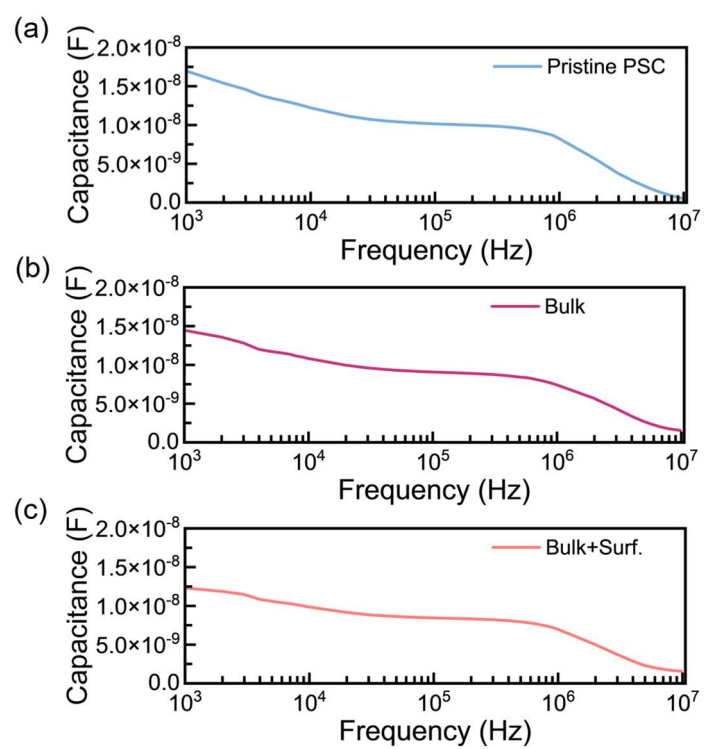 (a)
Capacitance (F)
2.0×10⁻⁸
1.5×10⁻⁸
1.0×10⁻⁸
5.0×10⁻⁹
0.0
Pristine PSC
10³ 10⁴ 10⁵ 10⁶ 10⁷
Frequency (Hz)
(b)
Capacitance (F)
2.0×10⁻⁸
1.5×10⁻⁸
1.0×10⁻⁸
5.0×10⁻⁹
0.0
Bulk
10³ 10⁴ 10⁵ 10⁶ 10⁷
Frequency (Hz)
(c)
Capacitance (F)
2.0×10⁻⁸
1.5×10⁻⁸
1.0×10⁻⁸
5.0×10⁻⁹
0.0
Bulk+Surf.
10³ 10⁴ 10⁵ 10⁶ 10⁷
Frequency (Hz)